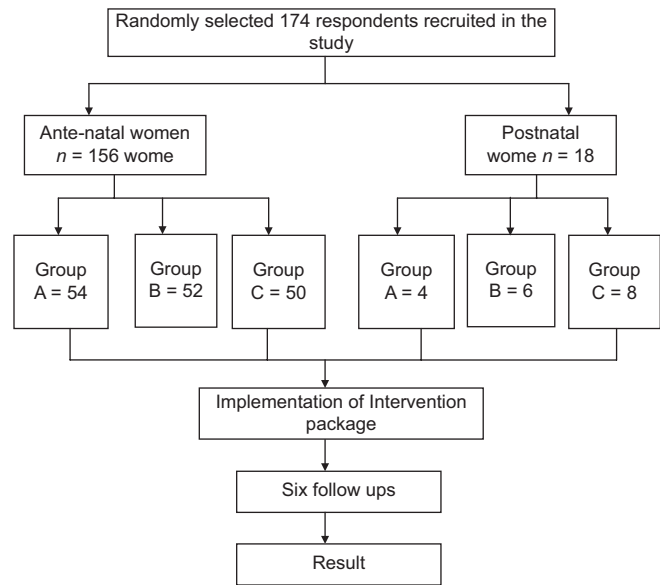 Randomly selected 174 respondents recruited in the
study
Ante-natal women
n = 156 wome
Postnatal
wome n = 18
Group
A = 54
Group
B = 52
Group
C = 50
Group
A = 4
Group
B = 6
Group
C = 8
Implementation of Intervention
package
Six follow ups
Result